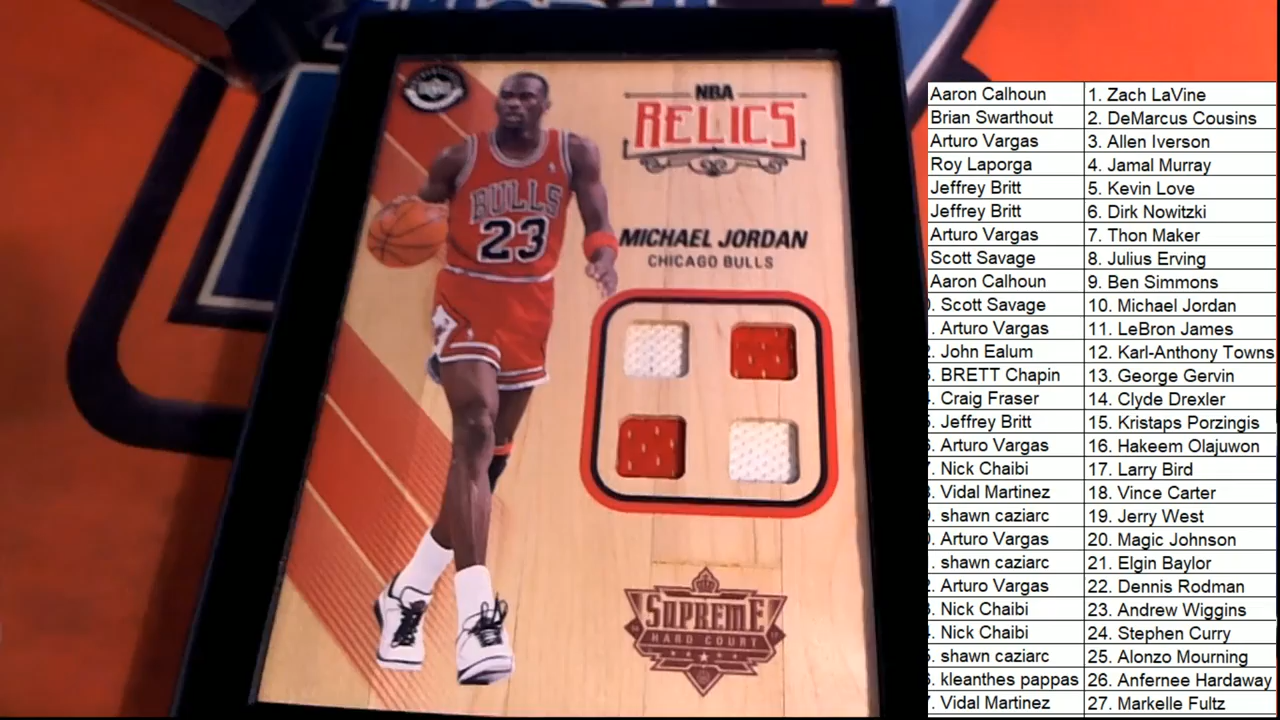 NBA
RELICS
MICHAEL JORDAN
CHICAGO BULLS
BULLS
23
SUPREME
HARD COURT
Aaron Calhoun 1. Zach LaVine
Brian Swarthout 2. DeMarcus Cousins
Arturo Vargas 3. Allen Iverson
Roy Laporga 4. Jamal Murray
Jeffrey Britt 5. Kevin Love
Jeffrey Britt 6. Dirk Nowitzki
Arturo Vargas 7. Thon Maker
Scott Savage 8. Julius Erving
Aaron Calhoun 9. Ben Simmons
. Scott Savage 10. Michael Jordan
. Arturo Vargas 11. LeBron James
. John Ealum 12. Karl-Anthony Towns
. BRETT Chapin 13. George Gervin
. Craig Fraser 14. Clyde Drexler
. Jeffrey Britt 15. Kristaps Porzingis
. Arturo Vargas 16. Hakeem Olajuwon
. Nick Chaibi 17. Larry Bird
. Vidal Martinez 18. Vince Carter
. shawn caziarc 19. Jerry West
. Arturo Vargas 20. Magic Johnson
. shawn caziarc 21. Elgin Baylor
. Arturo Vargas 22. Dennis Rodman
. Nick Chaibi 23. Andrew Wiggins
. Nick Chaibi 24. Stephen Curry
. shawn caziarc 25. Alonzo Mourning
. kleanthes pappas 26. Anfernee Hardaway
. Vidal Martinez 27. Markelle Fultz